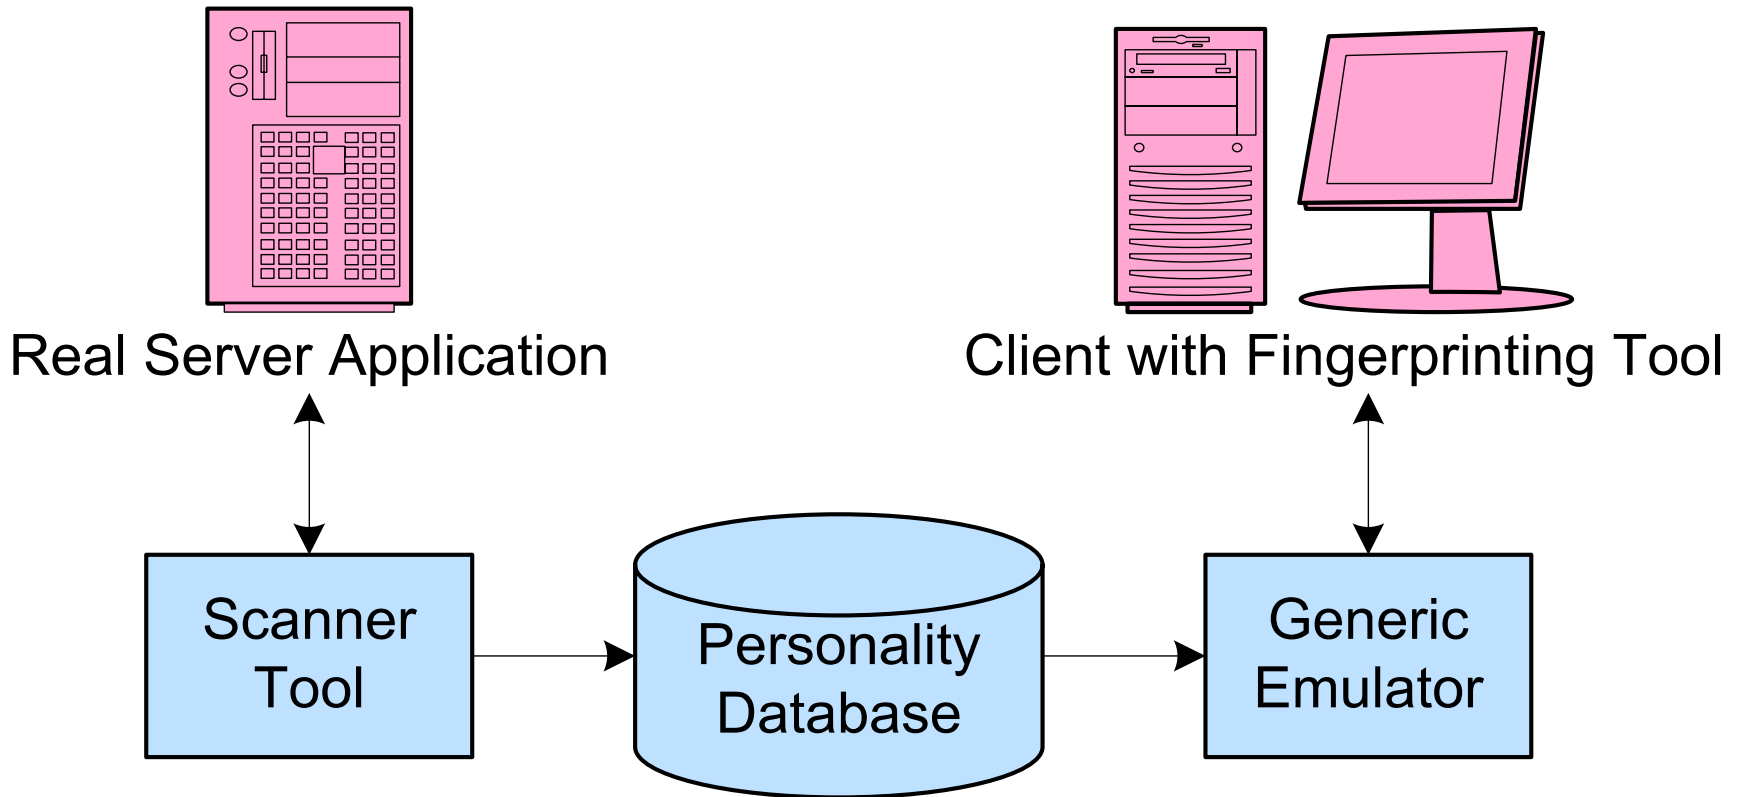 Real Server Application
Client with Fingerprinting Tool
Scanner
Tool
Personality
Database
Generic
Emulator